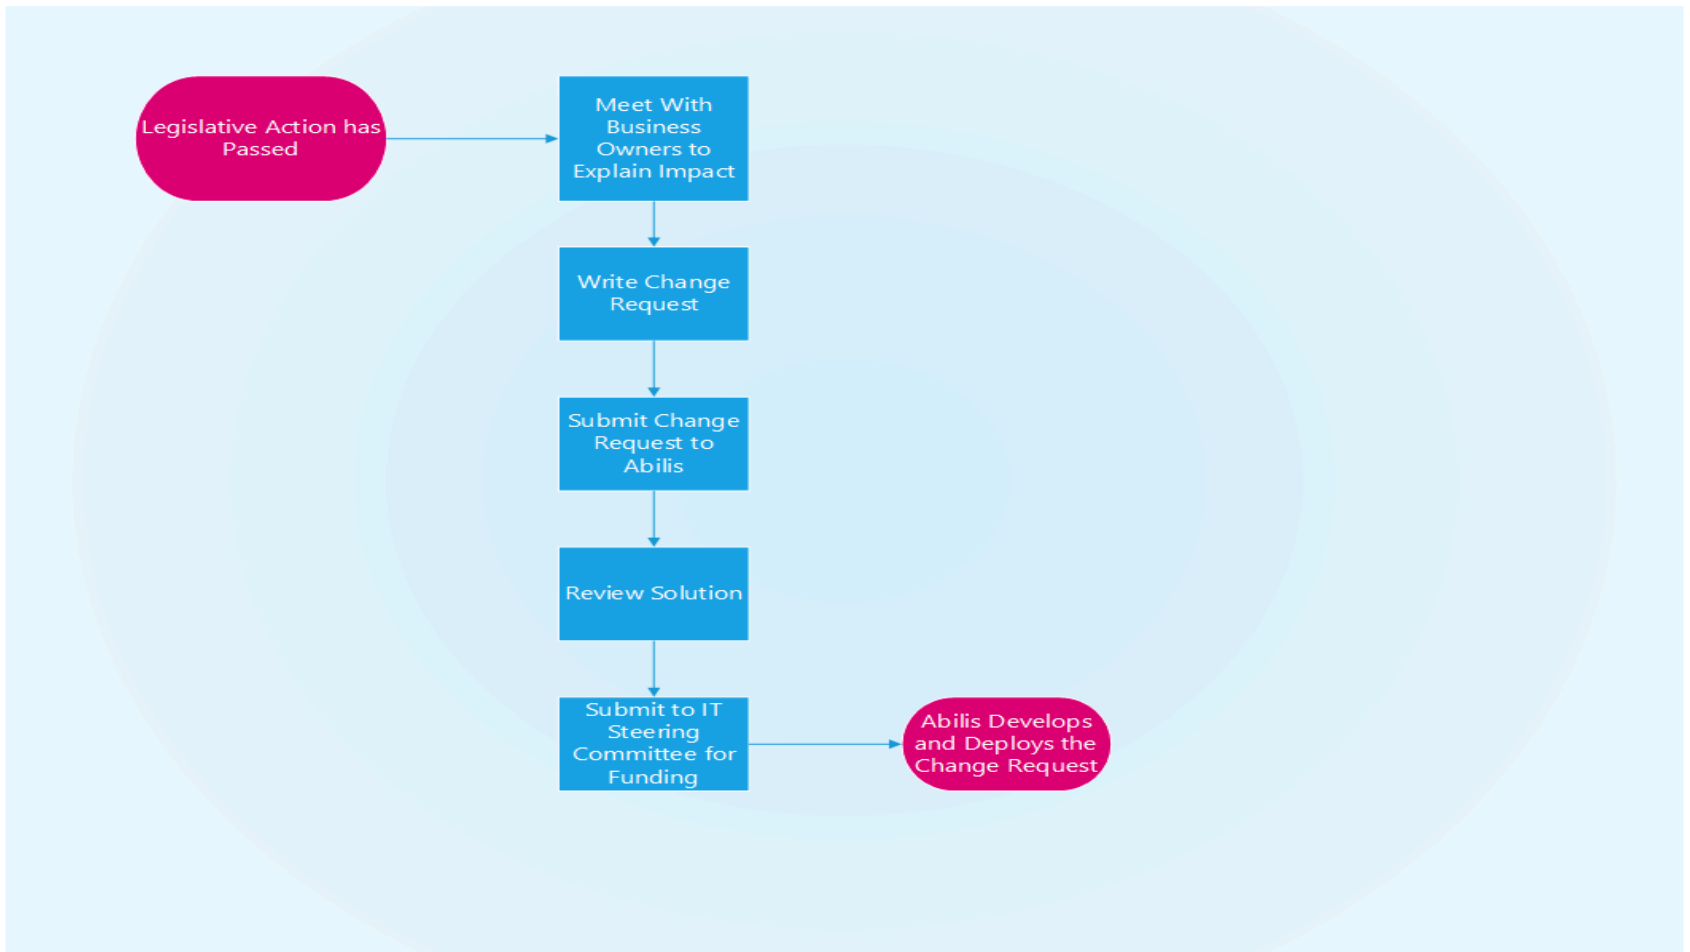 Legislative Action has
Passed
Meet With
Business
Owners to
Explain Impact
Write Change
Request
Submit Change
Request to
Abilis
Review Solution
Submit to IT
Steering
Committee for
Funding
Abilis Develops
and Deploys the
Change Request